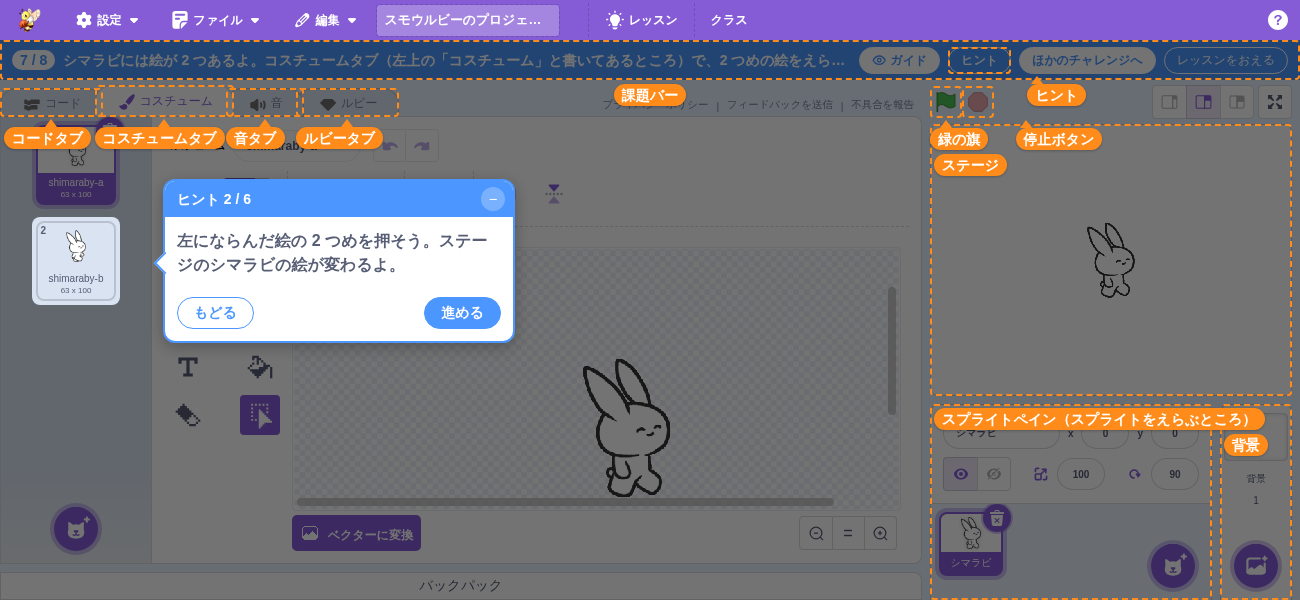 設定 ファイル 編集 スモウルビーのプロジェ… レッスン クラス ?
7 / 8 シマラビには絵が 2 つあるよ。コスチュームタブ（左上の「コスチューム」と書いてあるところ）で、2 つめの絵をえら… ガイド ヒント ほかのチャレンジへ レッスンをおえる
課題バー ヒント
コード コスチューム 音 ルビー フィードバックを送信 | 不具合を報告
コードタブ コスチュームタブ 音タブ ルビータブ 緑の旗 停止ボタン
ステージ
shimaraby-a
63 x 100
ヒント 2 / 6
左にならんだ絵の 2 つめを押そう。ステー
ジのシマラビの絵が変わるよ。
もどる 進める
2
shimaraby-b
63 x 100
T
ベクターに変換
バックパック
スプライトペイン（スプライトをえらぶところ）
シマラビ x 0 y 0
背景
100 90
背景
1
シマラビ